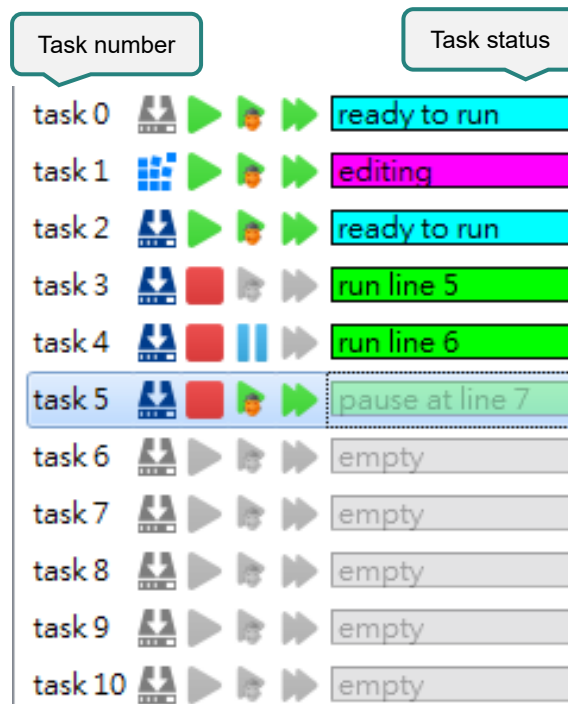 Task number
Task status
task 0 ready to run
task 1 editing
task 2 ready to run
task 3 run line 5
task 4 run line 6
task 5 pause at line 7
task 6 empty
task 7 empty
task 8 empty
task 9 empty
task 10 empty